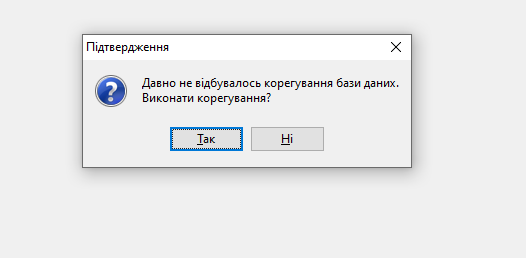 Підтвердження
Давно не відбувалось корегування бази даних.
Виконати корегування?
Так
Ні